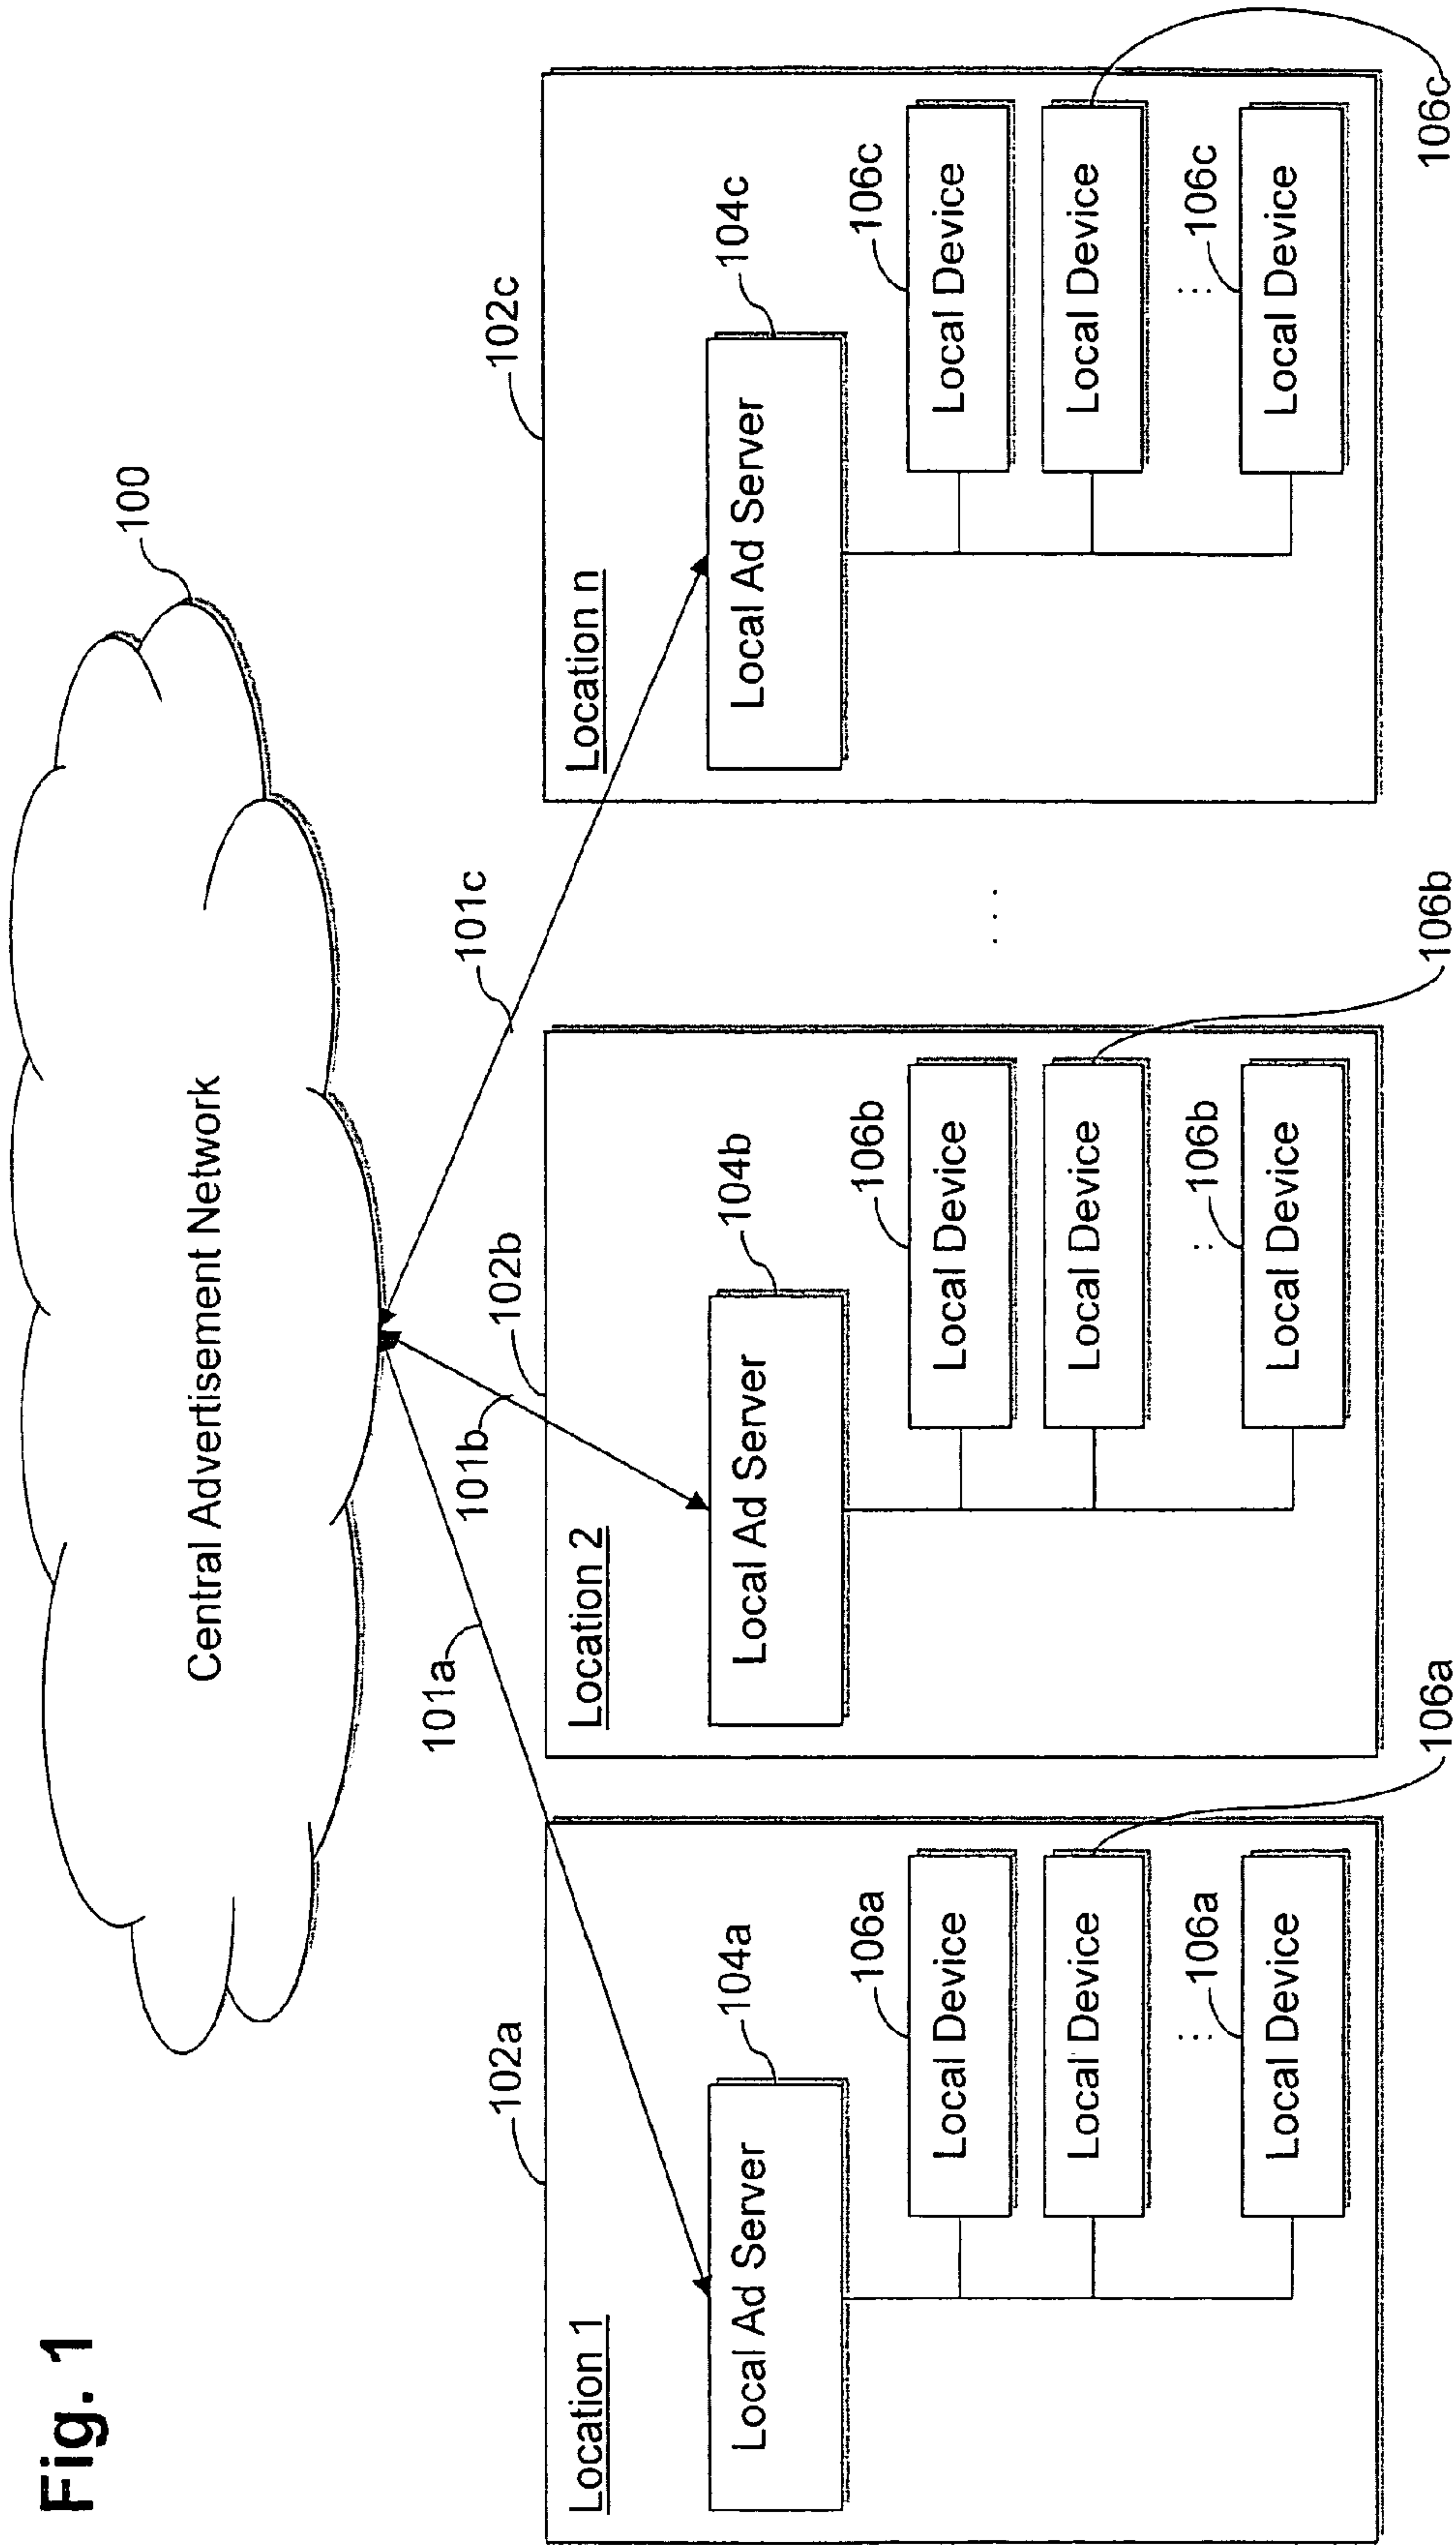 Fig. 1
100
Central Advertisement Network
101a
101b
101c
102a
Location 1
104a
Local Ad Server
106a
Local Device
Local Device
106a
Local Device
106a
102b
Location 2
104b
Local Ad Server
106b
Local Device
Local Device
106b
Local Device
106b
. . .
102c
Location n
104c
Local Ad Server
106c
Local Device
Local Device
106c
Local Device
106c